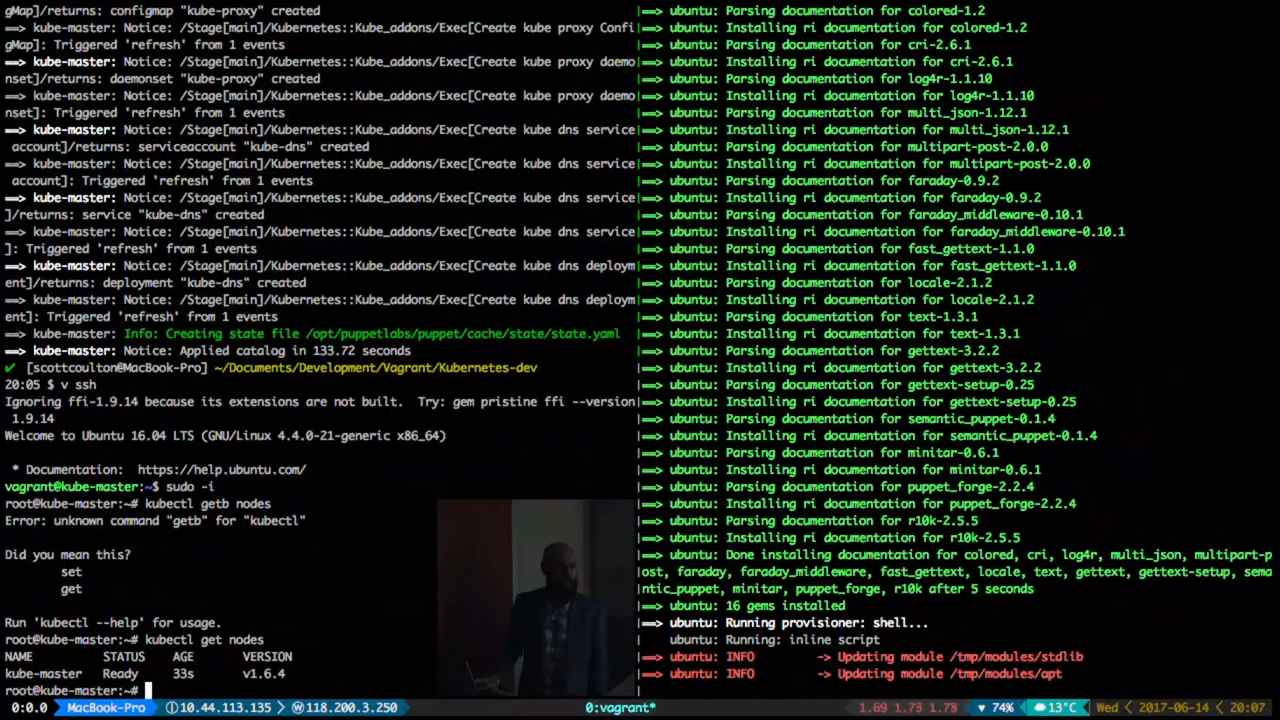 gMap]/returns: configmap "kube-proxy" created
==> kube-master: Notice: /Stage[main]/Kubernetes::Kube_addons/Exec[Create kube proxy Confi
gMap]: Triggered 'refresh' from 1 events
==> kube-master: Notice: /Stage[main]/Kubernetes::Kube_addons/Exec[Create kube proxy daemo
nset]/returns: daemonset "kube-proxy" created
==> kube-master: Notice: /Stage[main]/Kubernetes::Kube_addons/Exec[Create kube proxy daemo
nset]: Triggered 'refresh' from 1 events
==> kube-master: Notice: /Stage[main]/Kubernetes::Kube_addons/Exec[Create kube dns service
 account]/returns: serviceaccount "kube-dns" created
==> kube-master: Notice: /Stage[main]/Kubernetes::Kube_addons/Exec[Create kube dns service
 account]: Triggered 'refresh' from 1 events
==> kube-master: Notice: /Stage[main]/Kubernetes::Kube_addons/Exec[Create kube dns service
]/returns: service "kube-dns" created
==> kube-master: Notice: /Stage[main]/Kubernetes::Kube_addons/Exec[Create kube dns service
]: Triggered 'refresh' from 1 events
==> kube-master: Notice: /Stage[main]/Kubernetes::Kube_addons/Exec[Create kube dns deploym
ent]/returns: deployment "kube-dns" created
==> kube-master: Notice: /Stage[main]/Kubernetes::Kube_addons/Exec[Create kube dns deploym
ent]: Triggered 'refresh' from 1 events
==> kube-master: Info: Creating state file /opt/puppetlabs/puppet/cache/state/state.yaml
==> kube-master: Notice: Applied catalog in 133.72 seconds
✔ [scottcoulton@MacBook-Pro] ~/Documents/Development/Vagrant/Kubernetes-dev
20:05 $ v ssh
Ignoring ffi-1.9.14 because its extensions are not built.  Try: gem pristine ffi --version
 1.9.14
Welcome to Ubuntu 16.04 LTS (GNU/Linux 4.4.0-21-generic x86_64)
 * Documentation:  https://help.ubuntu.com/
vagrant@kube-master:~$ sudo -i
root@kube-master:~# kubectl getb nodes
Error: unknown command "getb" for "kubectl"
Did you mean this?
set
get
Run 'kubectl --help' for usage.
root@kube-master:~# kubectl get nodes
NAME STATUS AGE VERSION
kube-master Ready 33s v1.6.4
root@kube-master:~#
==> ubuntu: Parsing documentation for colored-1.2
==> ubuntu: Installing ri documentation for colored-1.2
==> ubuntu: Parsing documentation for cri-2.6.1
==> ubuntu: Installing ri documentation for cri-2.6.1
==> ubuntu: Parsing documentation for log4r-1.1.10
==> ubuntu: Installing ri documentation for log4r-1.1.10
==> ubuntu: Parsing documentation for multi_json-1.12.1
==> ubuntu: Installing ri documentation for multi_json-1.12.1
==> ubuntu: Parsing documentation for multipart-post-2.0.0
==> ubuntu: Installing ri documentation for multipart-post-2.0.0
==> ubuntu: Parsing documentation for faraday-0.9.2
==> ubuntu: Installing ri documentation for faraday-0.9.2
==> ubuntu: Parsing documentation for faraday_middleware-0.10.1
==> ubuntu: Installing ri documentation for faraday_middleware-0.10.1
==> ubuntu: Parsing documentation for fast_gettext-1.1.0
==> ubuntu: Installing ri documentation for fast_gettext-1.1.0
==> ubuntu: Parsing documentation for locale-2.1.2
==> ubuntu: Installing ri documentation for locale-2.1.2
==> ubuntu: Parsing documentation for text-1.3.1
==> ubuntu: Installing ri documentation for text-1.3.1
==> ubuntu: Parsing documentation for gettext-3.2.2
==> ubuntu: Installing ri documentation for gettext-3.2.2
==> ubuntu: Parsing documentation for gettext-setup-0.25
==> ubuntu: Installing ri documentation for gettext-setup-0.25
==> ubuntu: Parsing documentation for semantic_puppet-0.1.4
==> ubuntu: Installing ri documentation for semantic_puppet-0.1.4
==> ubuntu: Parsing documentation for minitar-0.6.1
==> ubuntu: Installing ri documentation for minitar-0.6.1
==> ubuntu: Parsing documentation for puppet_forge-2.2.4
==> ubuntu: Installing ri documentation for puppet_forge-2.2.4
==> ubuntu: Parsing documentation for r10k-2.5.5
==> ubuntu: Installing ri documentation for r10k-2.5.5
==> ubuntu: Done installing documentation for colored, cri, log4r, multi_json, multipart-p
ost, faraday, faraday_middleware, fast_gettext, locale, text, gettext, gettext-setup, sema
ntic_puppet, minitar, puppet_forge, r10k after 5 seconds
==> ubuntu: 16 gems installed
==> ubuntu: Running provisioner: shell...
ubuntu: Running: inline script
==> ubuntu: INFO -> Updating module /tmp/modules/stdlib
==> ubuntu: INFO -> Updating module /tmp/modules/apt
0:0.0 MacBook-Pro Ⓘ 10.44.113.135 Ⓦ 118.200.3.250 0:vagrant* 1.69 1.73 1.73 ♥ 74% 13°C Wed < 2017-06-14 < 20:07